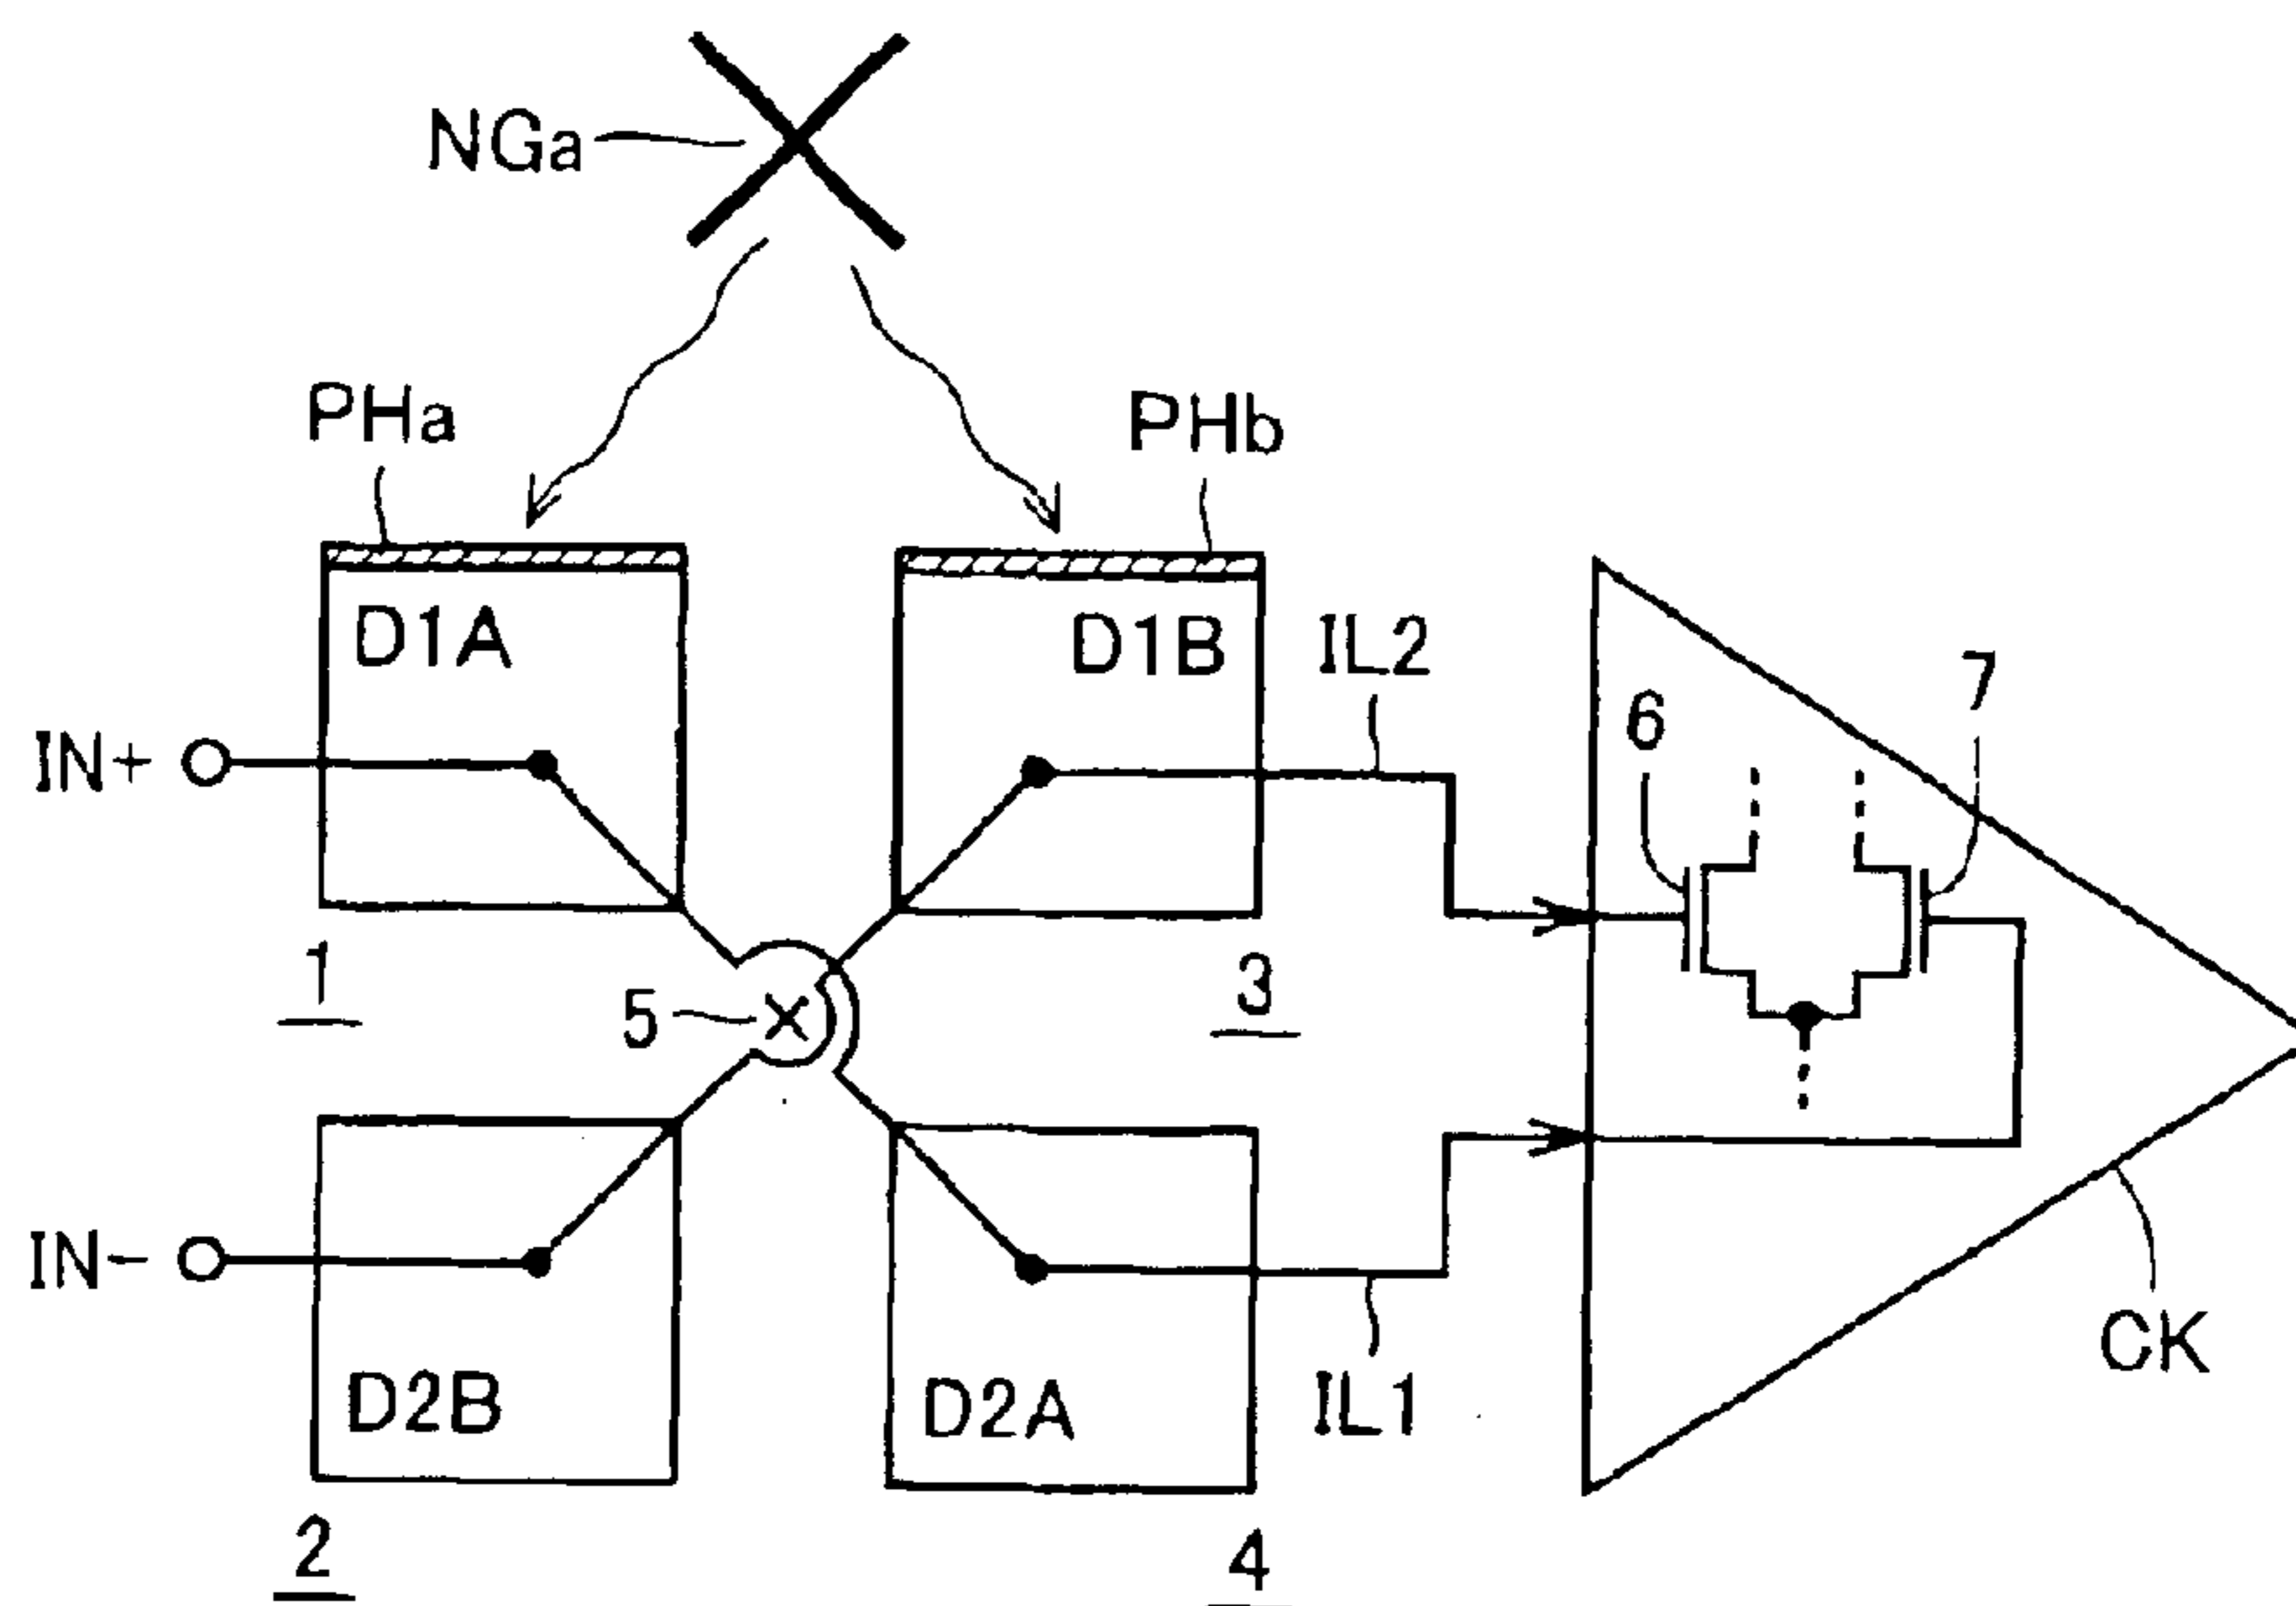 NGa
PHa
PHb
D1A
D1B
IL2
7
6
IN+
1
3
5
IN-
CK
D2B
D2A
IL1
2
4